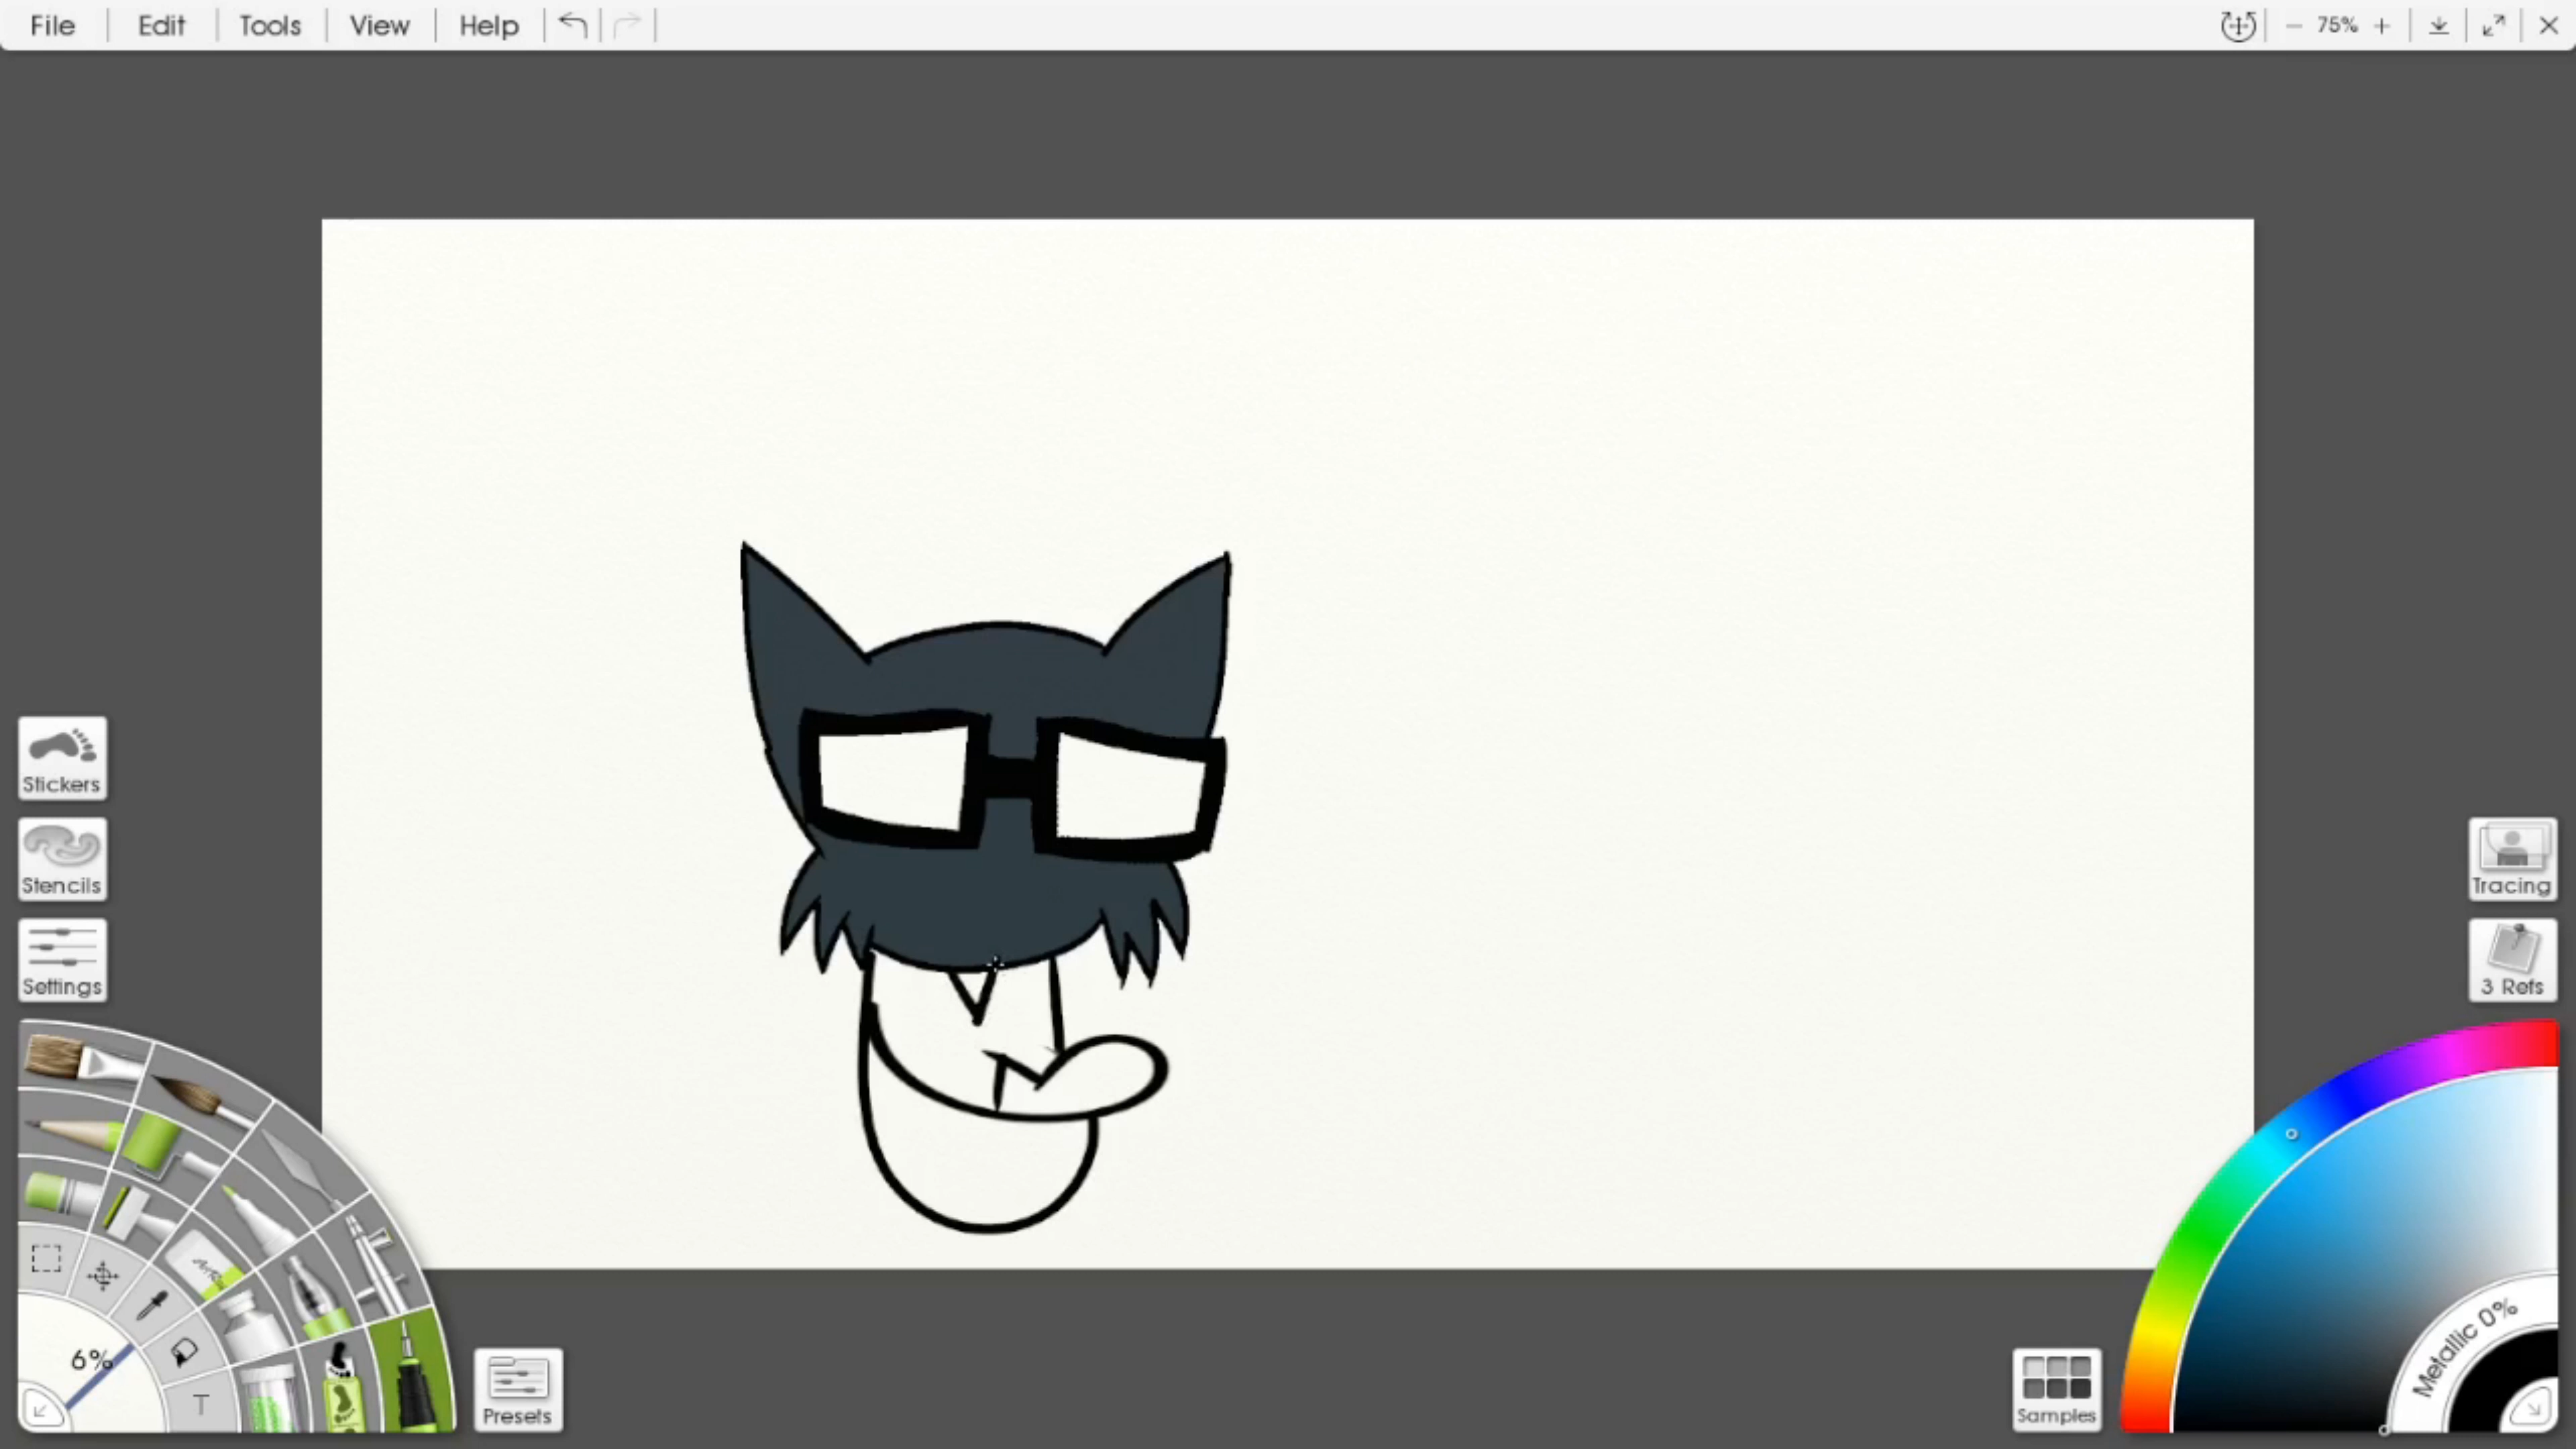 File Edit Tools View Help 75%
Stickers
Stencils
Settings
Tracing
3 Refs
6%
T
Presets
Samples
Metallic 0%